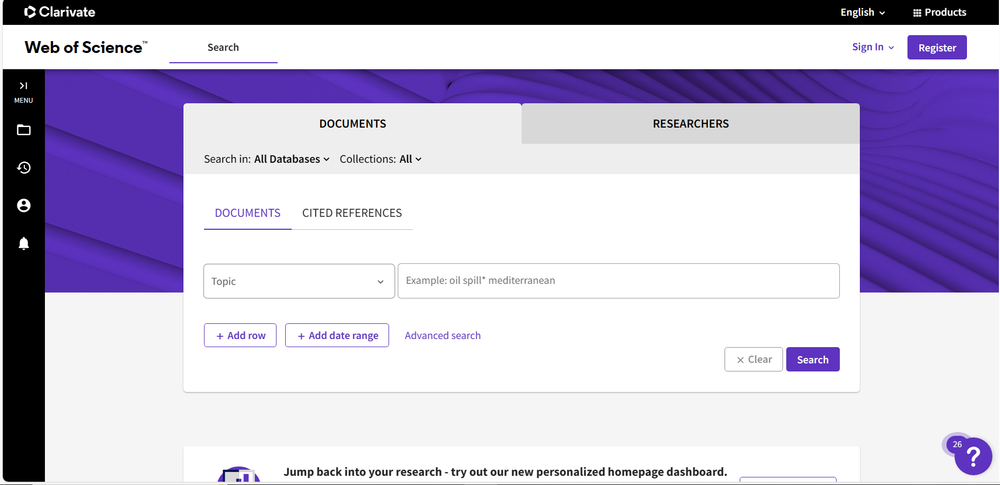 Clarivate
English
Products
Web of Science™
Search
Sign In
Register
MENU
DOCUMENTS
RESEARCHERS
Search in: All Databases
Collections: All
DOCUMENTS
CITED REFERENCES
Topic
Example: oil spill* mediterranean
+ Add row
+ Add date range
Advanced search
× Clear
Search
26
?
Jump back into your research - try out our new personalized homepage dashboard.